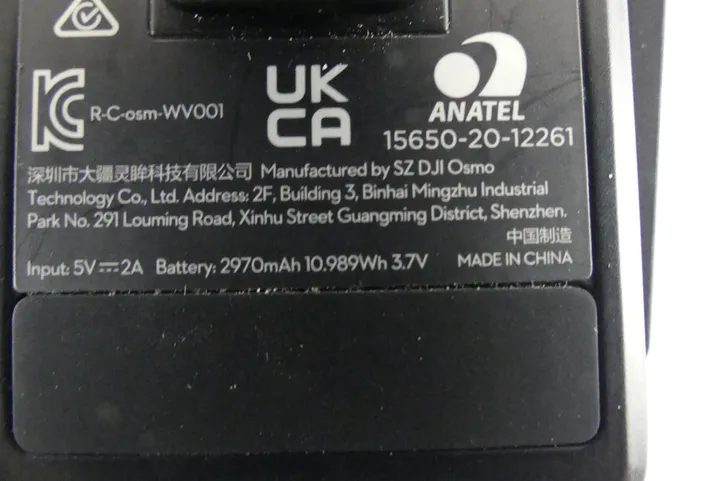 R-C-osm-WV001
UK
CA
ANATEL
15650-20-12261
深圳市大疆灵眸科技有限公司 Manufactured by SZ DJI Osmo
Technology Co., Ltd. Address: 2F, Building 3, Binhai Mingzhu Industrial
Park No. 291 Louming Road, Xinhu Street Guangming District, Shenzhen.
中国制造
Input: 5V⎓2A Battery: 2970mAh 10.989Wh 3.7V MADE IN CHINA